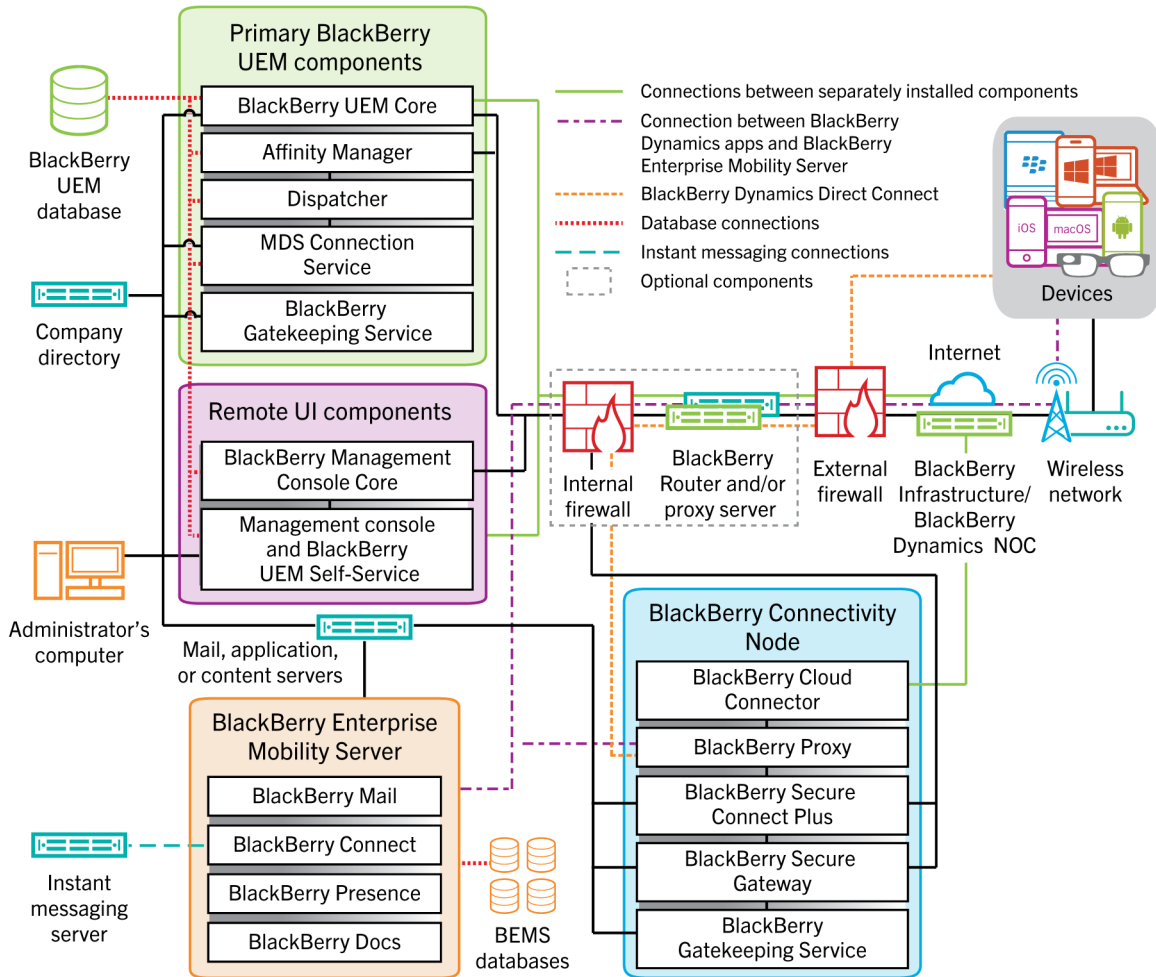 Primary BlackBerry
UEM components
BlackBerry UEM Core
Affinity Manager
Dispatcher
MDS Connection
Service
BlackBerry
Gatekeeping Service
BlackBerry
UEM
database
Company
directory
Connections between separately installed components
Connection between BlackBerry
Dynamics apps and BlackBerry
Enterprise Mobility Server
BlackBerry Dynamics Direct Connect
Database connections
Instant messaging connections
Optional components
iOS
macOS
Devices
Remote UI components
BlackBerry Management
Console Core
Management console
and BlackBerry
UEM Self-Service
Administrator's
computer
Internal
firewall
BlackBerry
Router and/or
proxy server
External
firewall
Internet
BlackBerry
Infrastructure/
BlackBerry
Dynamics NOC
Wireless
network
Mail, application,
or content servers
BlackBerry Enterprise
Mobility Server
BlackBerry Mail
BlackBerry Connect
BlackBerry Presence
BlackBerry Docs
Instant
messaging
server
BEMS
databases
BlackBerry Connectivity
Node
BlackBerry Cloud
Connector
BlackBerry Proxy
BlackBerry Secure
Connect Plus
BlackBerry Secure
Gateway
BlackBerry
Gatekeeping Service